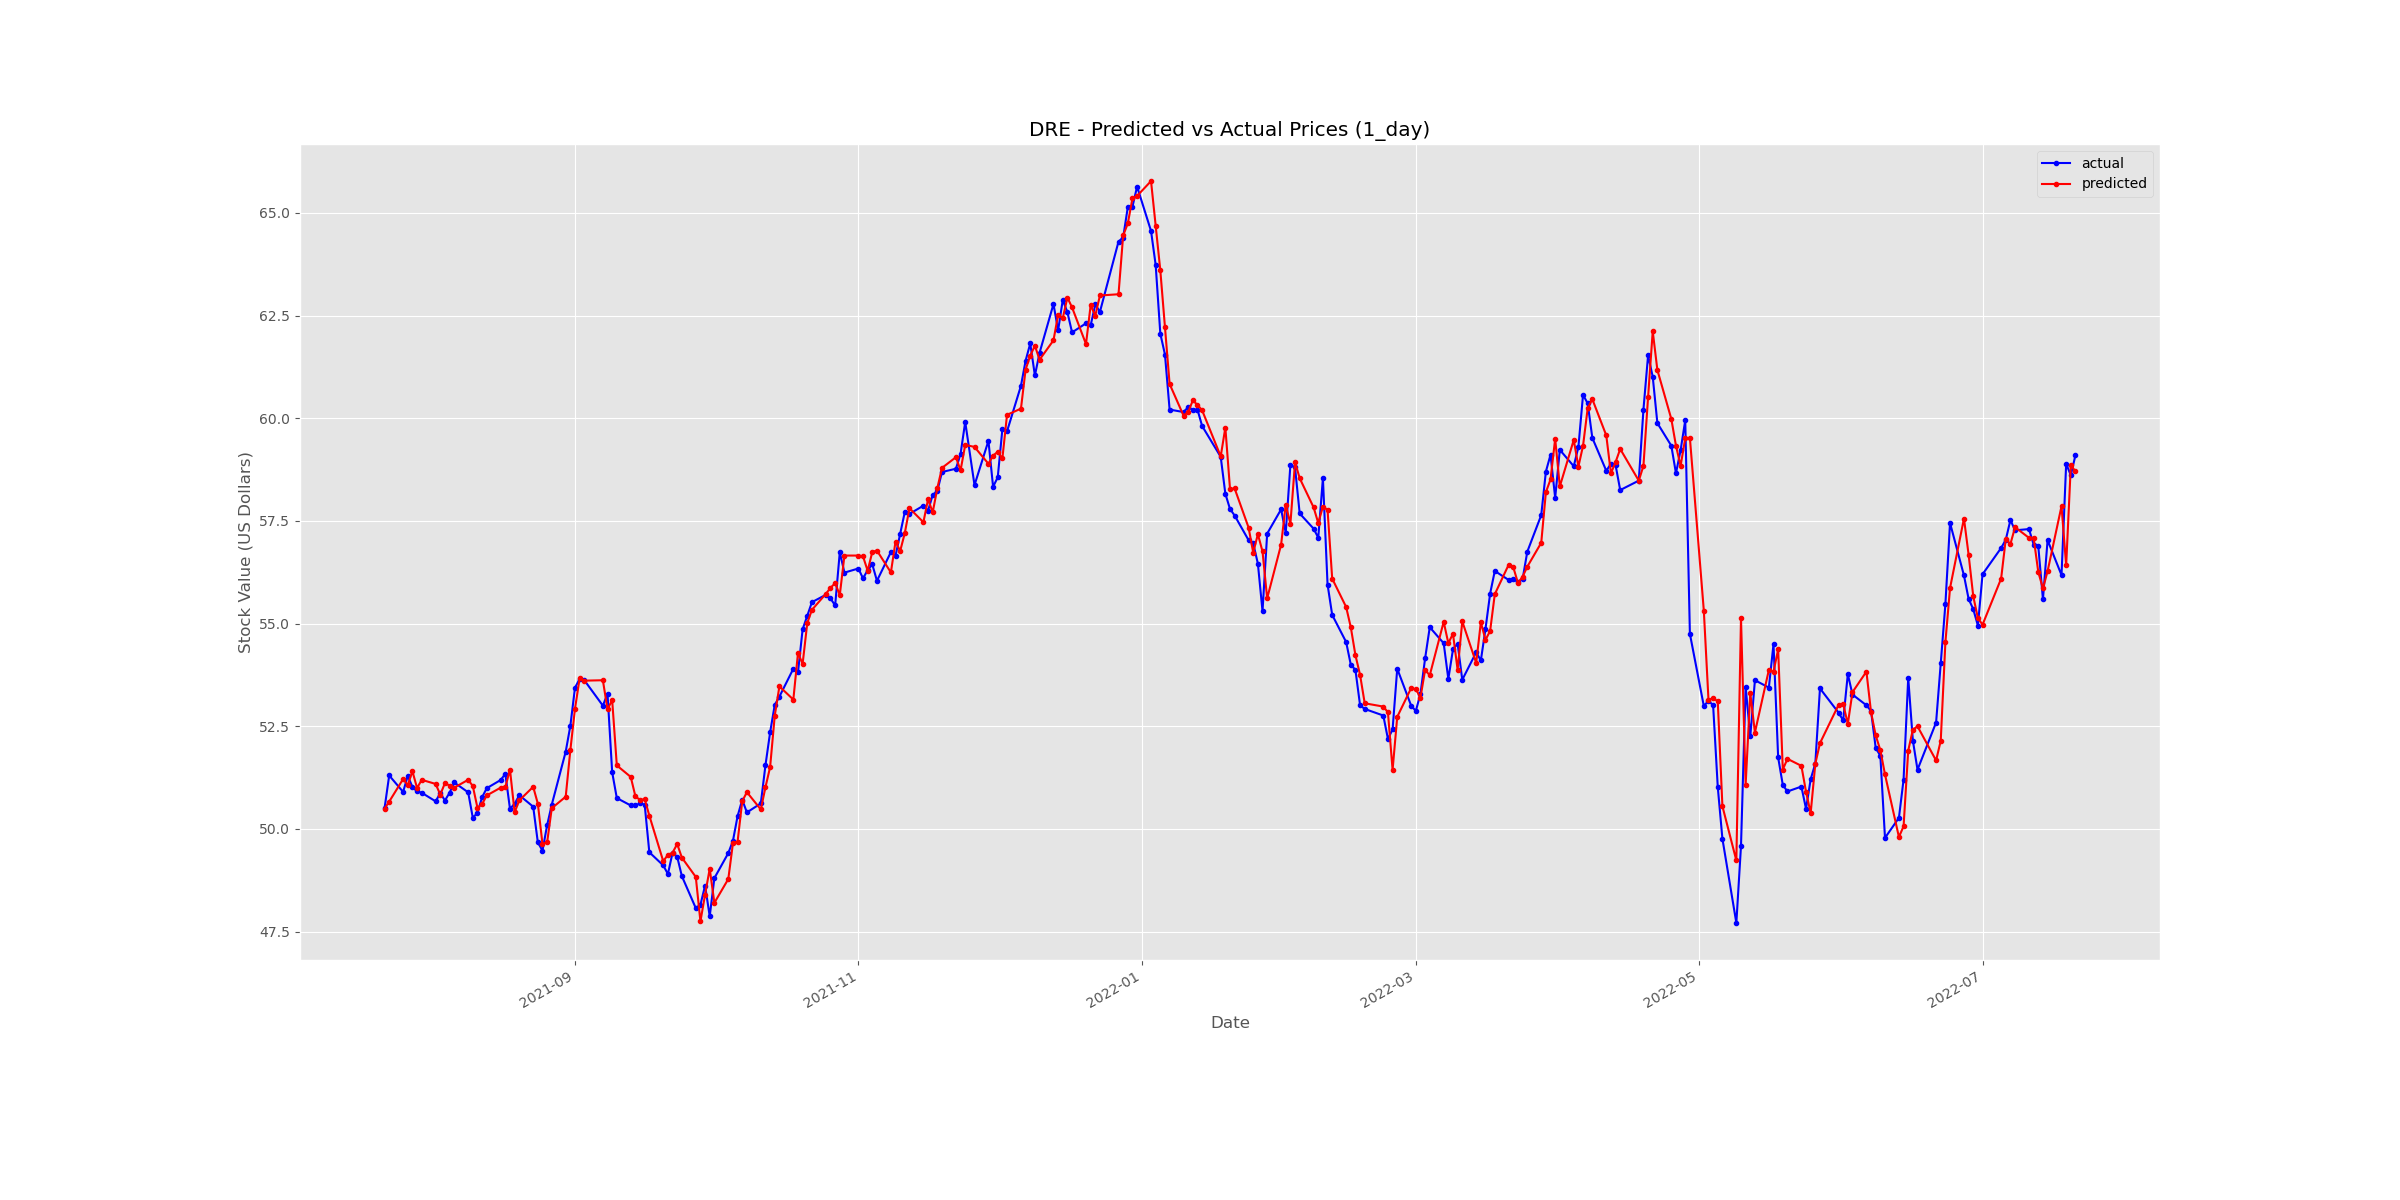 DRE - Predicted vs Actual Prices (1_day)
actual
predicted
65.0
62.5
60.0
57.5
55.0
52.5
50.0
47.5
Stock Value (US Dollars)
2021-09
2021-11
2022-01
2022-03
2022-05
2022-07
Date